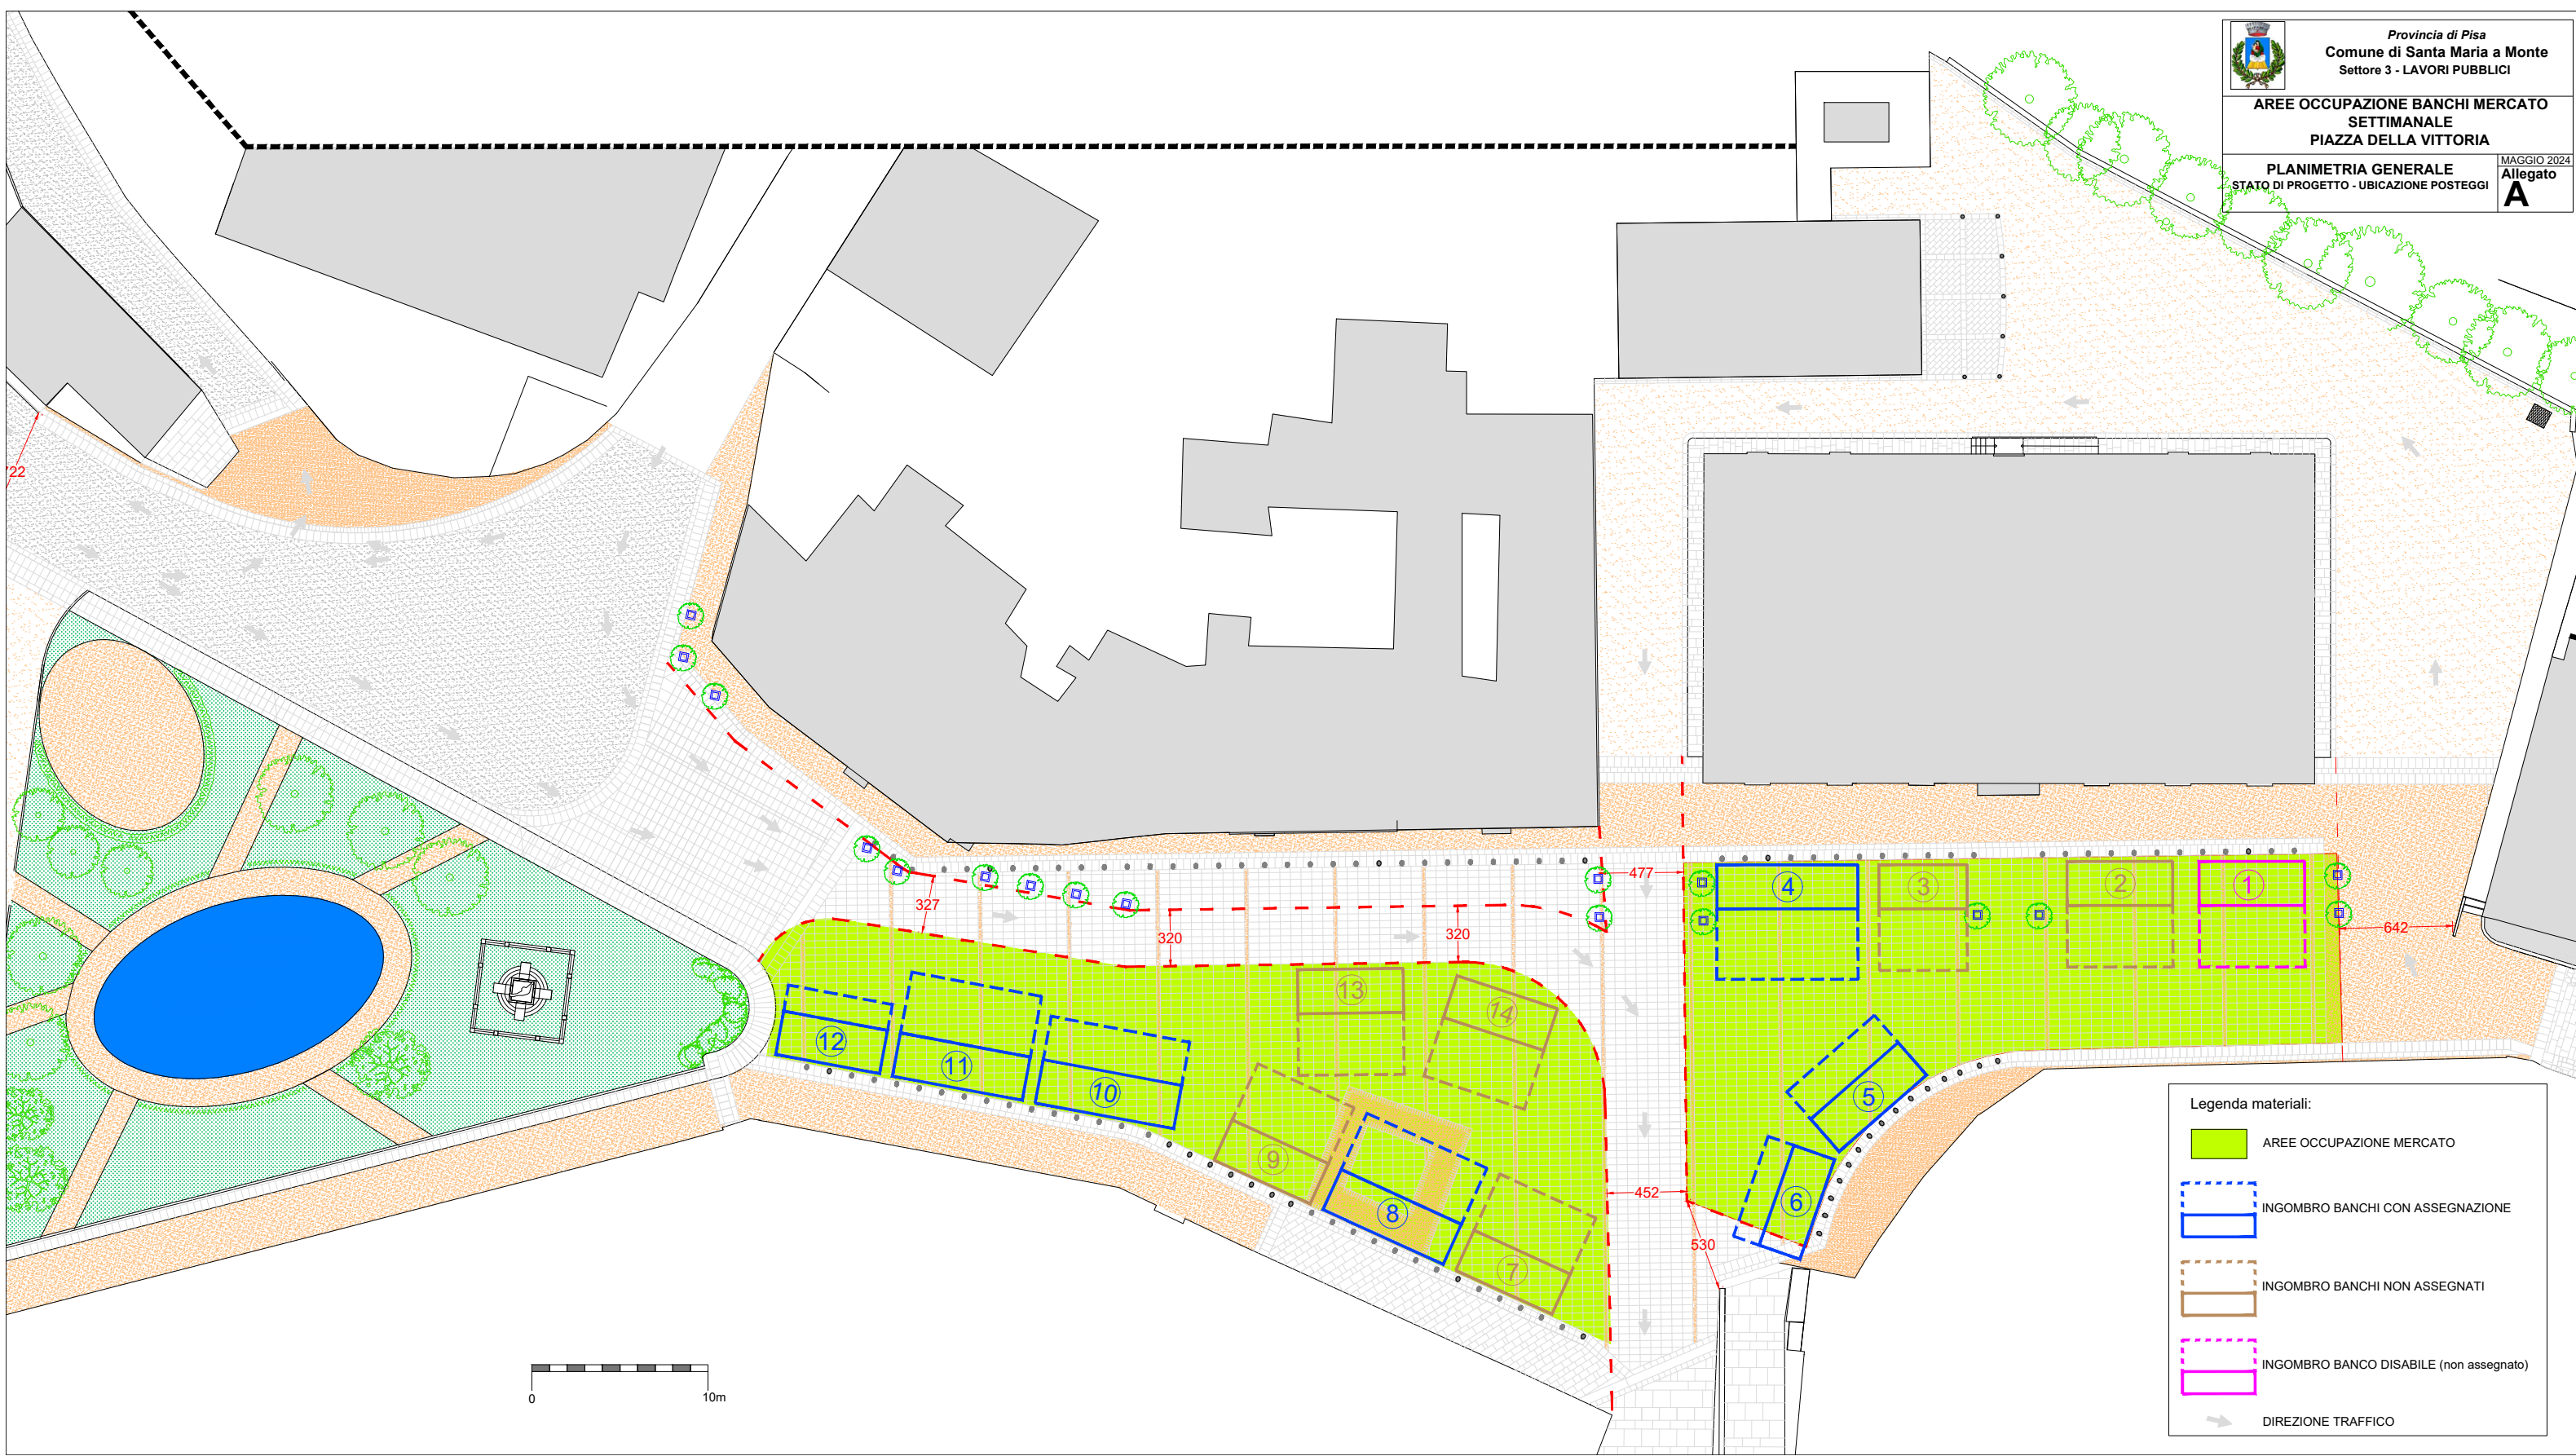 Provincia di Pisa
Comune di Santa Maria a Monte
Settore 3 - LAVORI PUBBLICI
AREE OCCUPAZIONE BANCHI MERCATO
SETTIMANALE
PIAZZA DELLA VITTORIA
PLANIMETRIA GENERALE
STATO DI PROGETTO - UBICAZIONE POSTEGGI
MAGGIO 2024
Allegato
A
722
477
4
3
2
1
327
320
320
642
13
14
12
11
10
5
9
8
7
6
452
530
Legenda materiali:
AREE OCCUPAZIONE MERCATO
INGOMBRO BANCHI CON ASSEGNAZIONE
INGOMBRO BANCHI NON ASSEGNATI
INGOMBRO BANCO DISABILE (non assegnato)
DIREZIONE TRAFFICO
0
10m